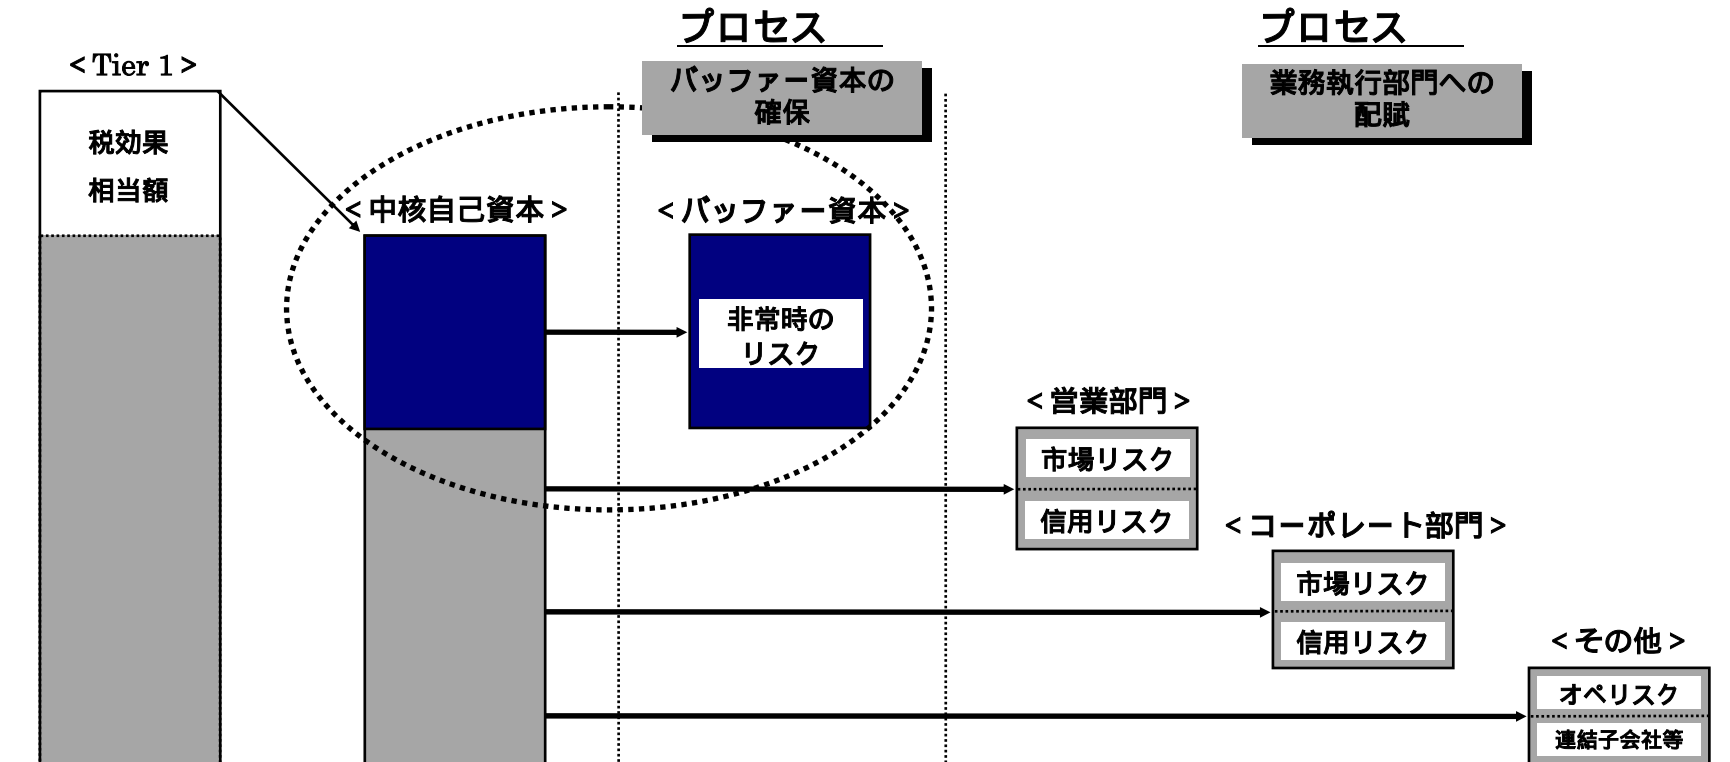 プロセス
プロセス
バッファー資本の
確保
業務執行部門への
配賦
＜Tier 1＞
税効果
相当額
＜中核自己資本＞
＜バッファー資本＞
非常時の
リスク
＜営業部門＞
市場リスク
信用リスク
＜コーポレート部門＞
市場リスク
信用リスク
＜その他＞
オペリスク
連結子会社等